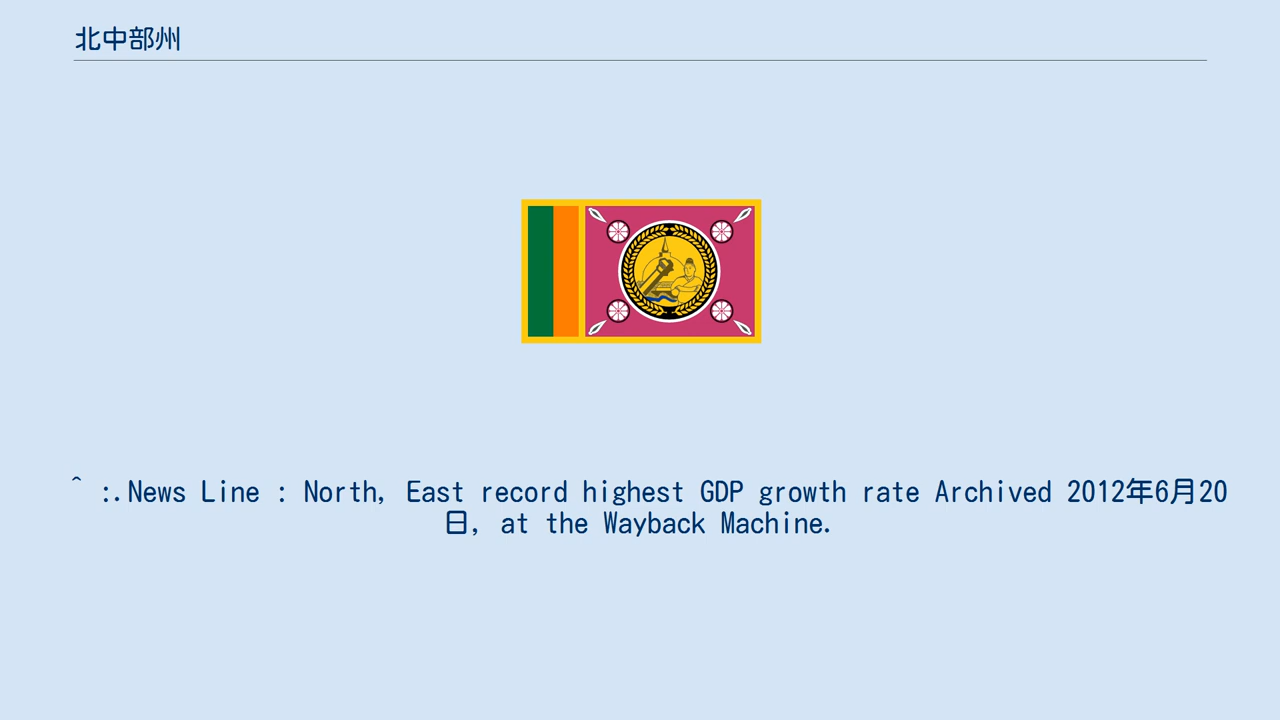 北中部州
^ :.News Line : North, East record highest GDP growth rate Archived 2012年6月20
日, at the Wayback Machine.